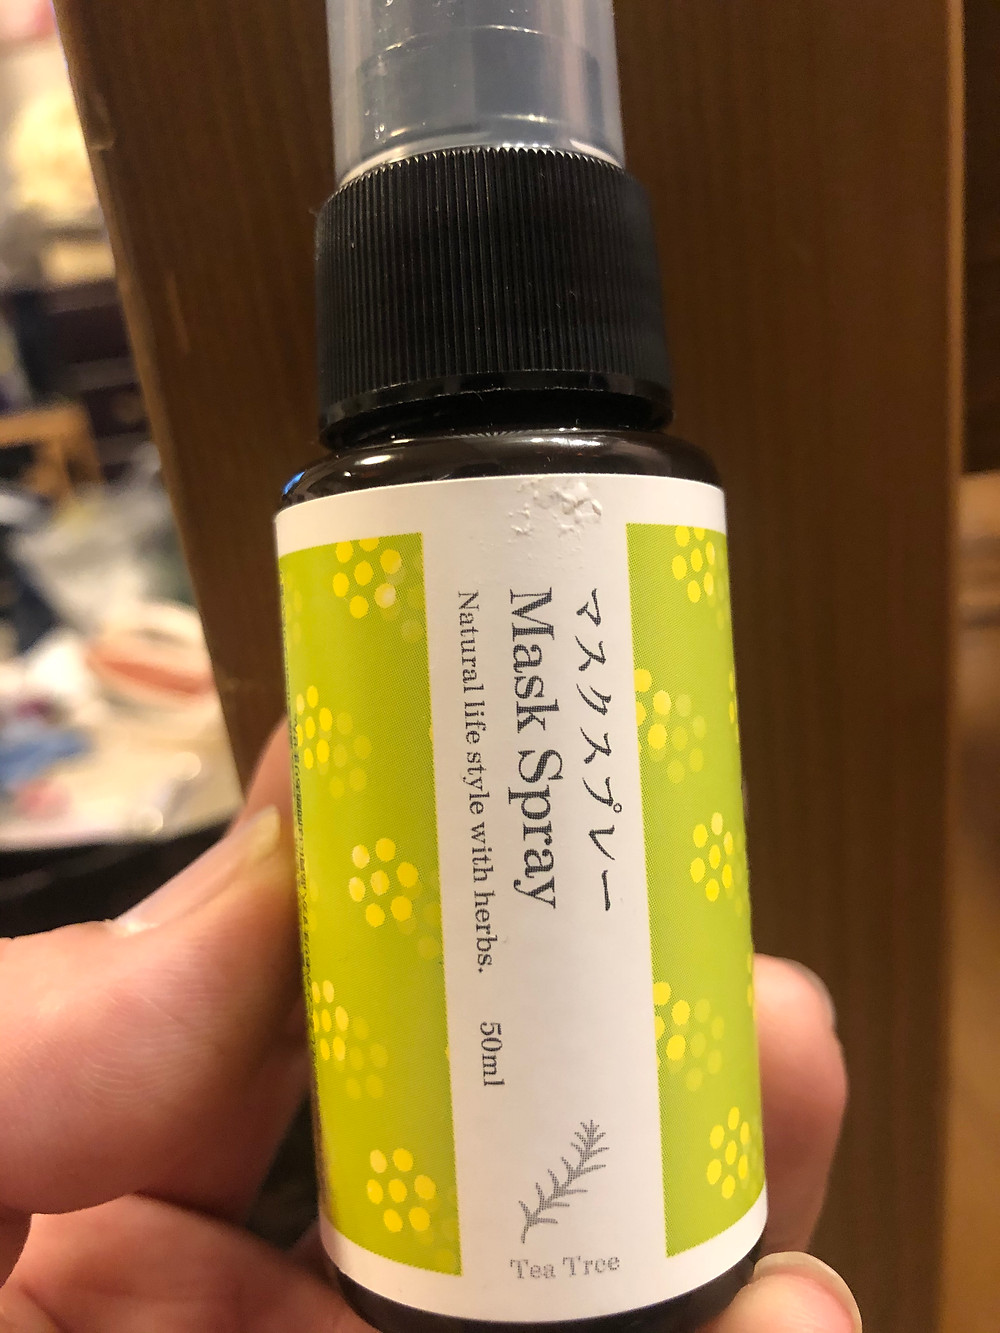 マスクスプレー
Mask Spray
Natural life style with herbs.
50ml
Tea Tree